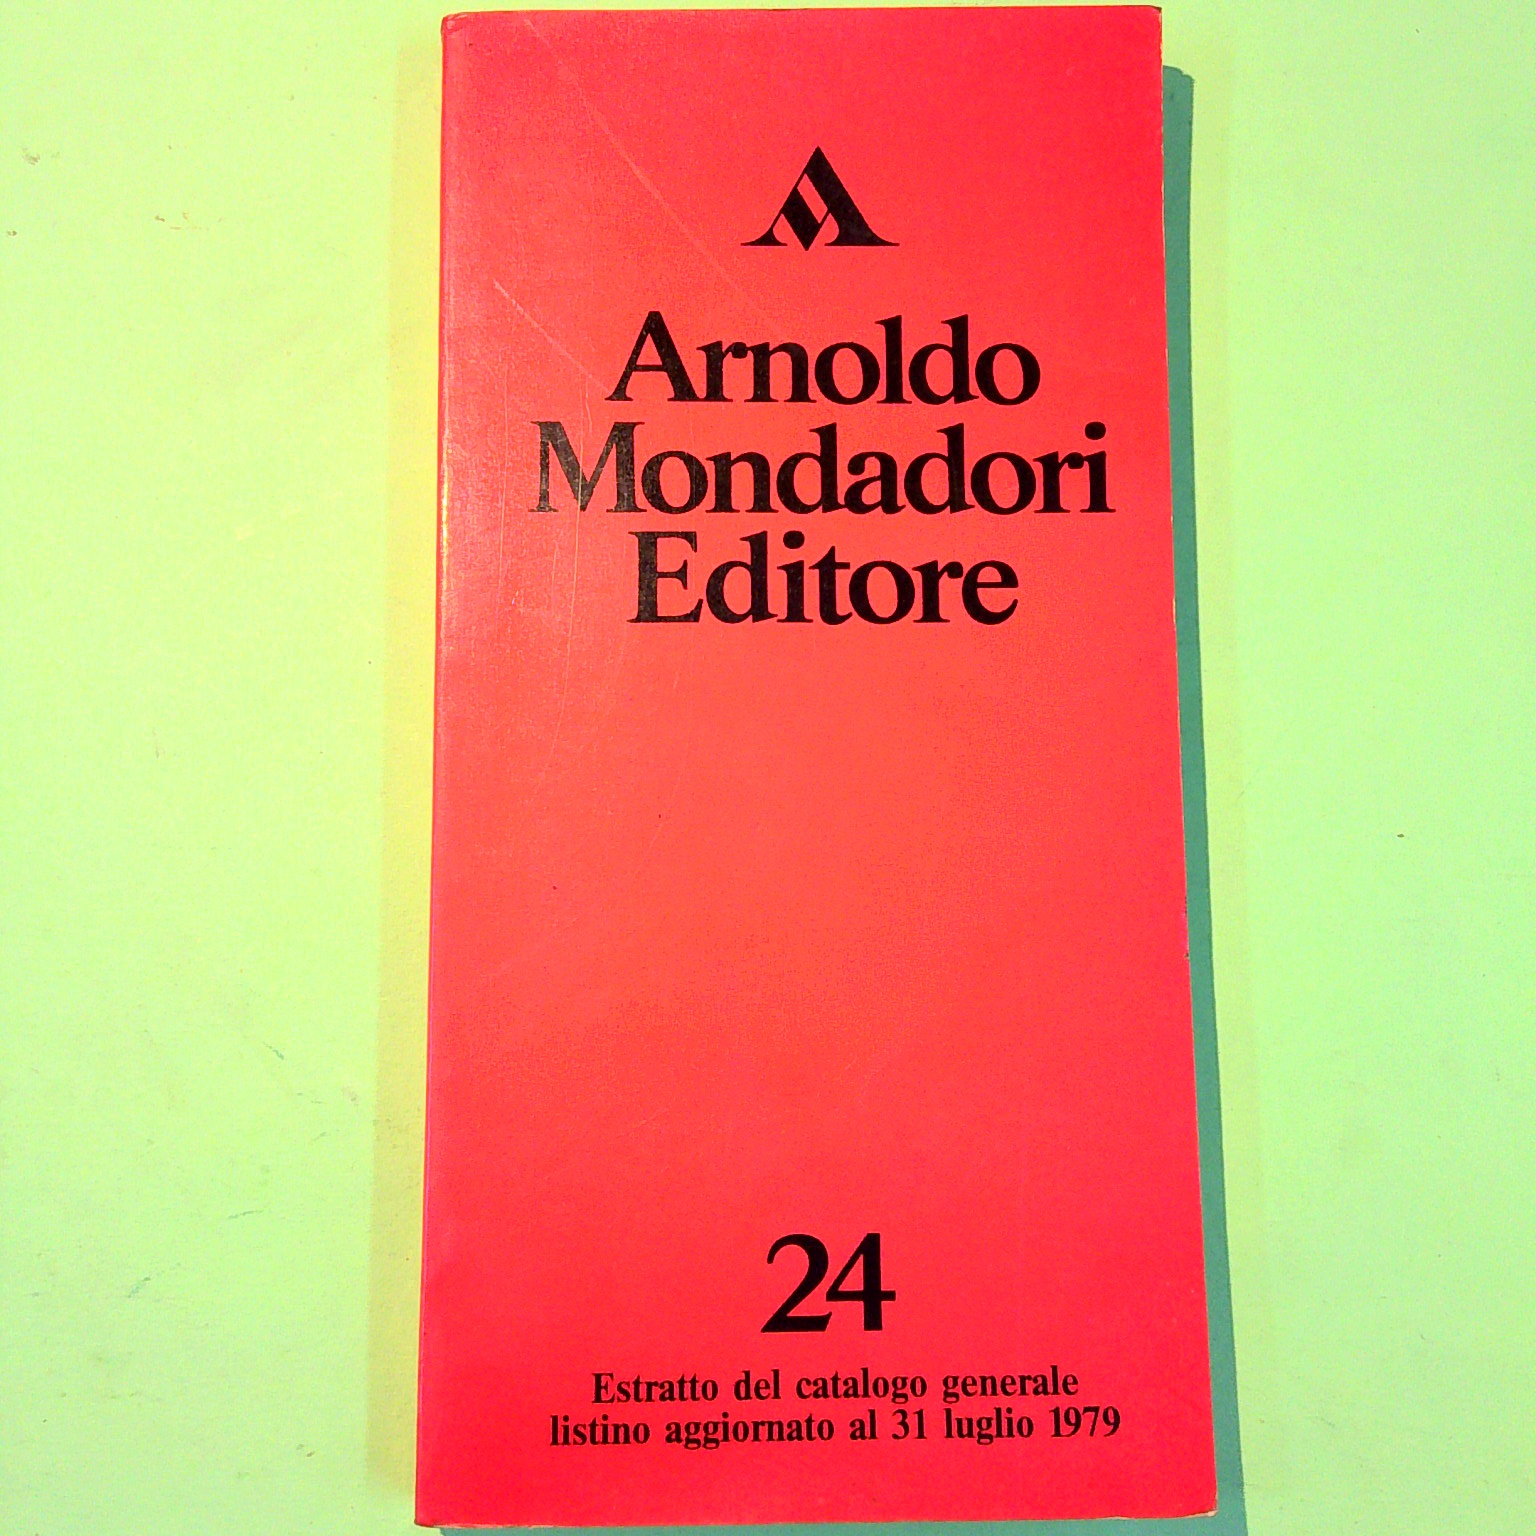 Arnoldo
Mondadori
Editore
24
Estratto del catalogo generale
listino aggiornato al 31 luglio 1979